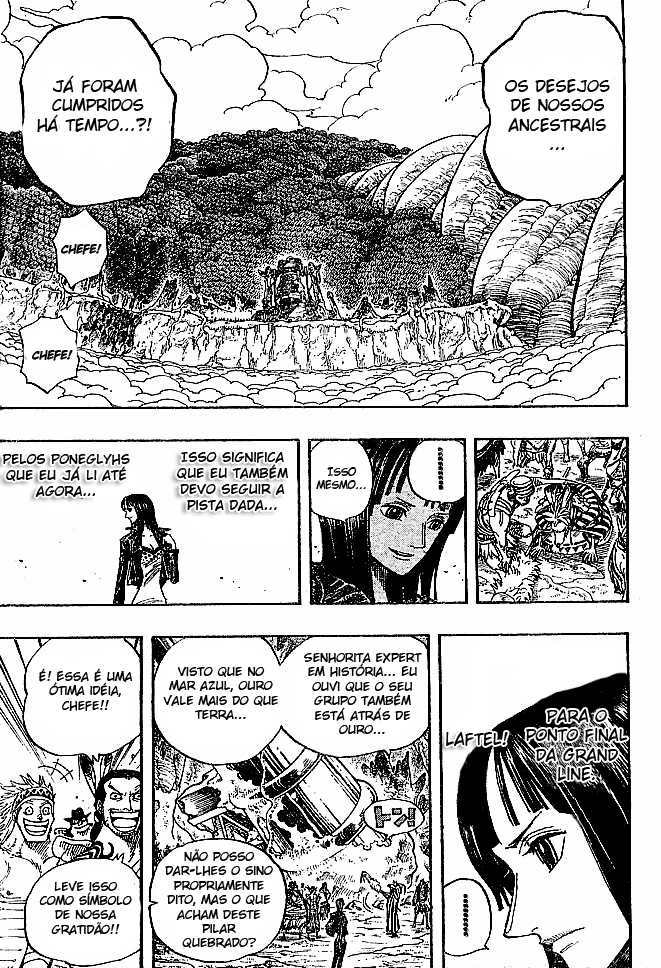 OS DESEJOS
DE NOSSOS
ANCESTRAIS
...
JÁ FORAM
CUMPRIDOS
HÁ TEMPO...?!
CHEFE!
CHEFE!
.........
ISSO
MESMO...
ISSO SIGNIFICA
QUE EU TAMBÉM
DEVO SEGUIR A
PISTA DADA...
PELOS PONEGLYHS
QUE EU JÁ LI ATÉ
AGORA...
PARA O
PONTO FINAL
DA GRAND
LINE...
LAFTEL!
.........
SENHORITA EXPERT
EM HISTÓRIA... EU
OUVI QUE O SEU
GRUPO TAMBÉM
ESTÁ ATRÁS DE
OURO...
VISTO QUE NO
MAR AZUL, OURO
VALE MAIS DO QUE
TERRA...
ドン!
NÃO POSSO
DAR-LHES O SINO
PROPRIAMENTE
DITO, MAS O QUE
ACHAM DESTE
PILAR
QUEBRADO?
É! ESSA É UMA
ÓTIMA IDÉIA,
CHEFE!!
LEVE ISSO
COMO SÍMBOLO
DE NOSSA
GRATIDÃO!!